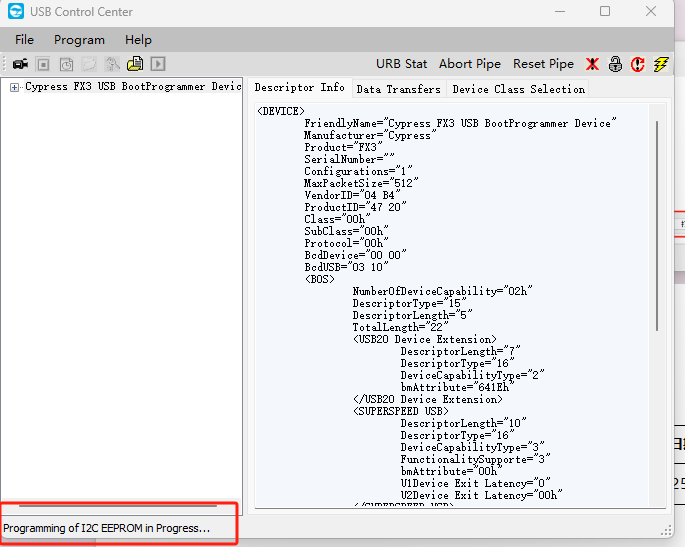 USB Control Center
File Program Help
URB Stat Abort Pipe Reset Pipe
Cypress FX3 USB BootProgrammer Devic
Descriptor Info Data Transfers Device Class Selection
<DEVICE>
FriendlyName="Cypress FX3 USB BootProgrammer Device"
Manufacturer="Cypress"
Product="FX3"
SerialNumber=""
Configurations="1"
MaxPacketSize="512"
VendorID="04 B4"
ProductID="47 20"
Class="00h"
SubClass="00h"
Protocol="00h"
BcdDevice="00 00"
BcdUSB="03 10"
<BOS>
NumberOfDeviceCapability="02h"
DescriptorType="15"
DescriptorLength="5"
TotalLength="22"
<USB20 Device Extension>
DescriptorLength="7"
DescriptorType="16"
DeviceCapabilityType="2"
bmAttribute="641Eh"
</USB20 Device Extension>
<SUPERSPEED USB>
DescriptorLength="10"
DescriptorType="16"
DeviceCapabilityType="3"
FunctionalitySupporte="3"
bmAttribute="00h"
U1Device Exit Latency="0"
U2Device Exit Latency="00h"
</SUPERSPEED USB>
Programming of I2C EEPROM in Progress...